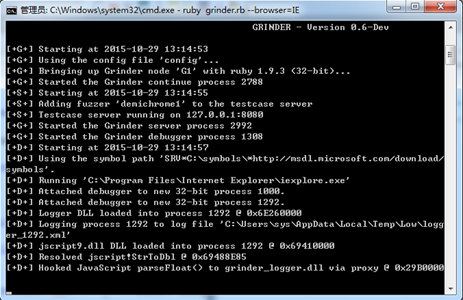 管理员: C:\Windows\system32\cmd.exe - ruby  grinder.rb --browser=IE
GRINDER - Version 0.6-Dev
[+G+] Starting at 2015-10-29 13:14:53
[+G+] Using the config file 'config'...
[+G+] Bringing up Grinder node 'G1' with ruby 1.9.3 (32-bit)...
[+G+] Started the Grinder continue process 2788
[+S+] Starting at 2015-10-29 13:14:55
[+S+] Adding fuzzer 'demichrome1' to the testcase server
[+S+] Testcase server running on 127.0.0.1:8080
[+G+] Started the Grinder server process 2992
[+G+] Started the Grinder debugger process 1308
[+D+] Starting at 2015-10-29 13:14:57
[+D+] Using the symbol path 'SRV*C:\symbols\*http://msdl.microsoft.com/download/
symbols'.
[+D+] Running 'C:\Program Files\Internet Explorer\iexplore.exe'
[+D+] Attached debugger to new 32-bit process 1000.
[+D+] Attached debugger to new 32-bit process 1292.
[+D+] Logger DLL loaded into process 1292 @ 0x6E260000
[+D+] Logging process 1292 to log file 'C:\Users\sys\AppData\Local\Temp\Low\logg
er_1292.xml'
[+D+] jscript9.dll DLL loaded into process 1292 @ 0x69410000
[+D+] Resolved jscript!StrToDbl @ 0x69488E85
[+D+] Hooked JavaScript parseFloat() to grinder_logger.dll via proxy @ 0x29B0000